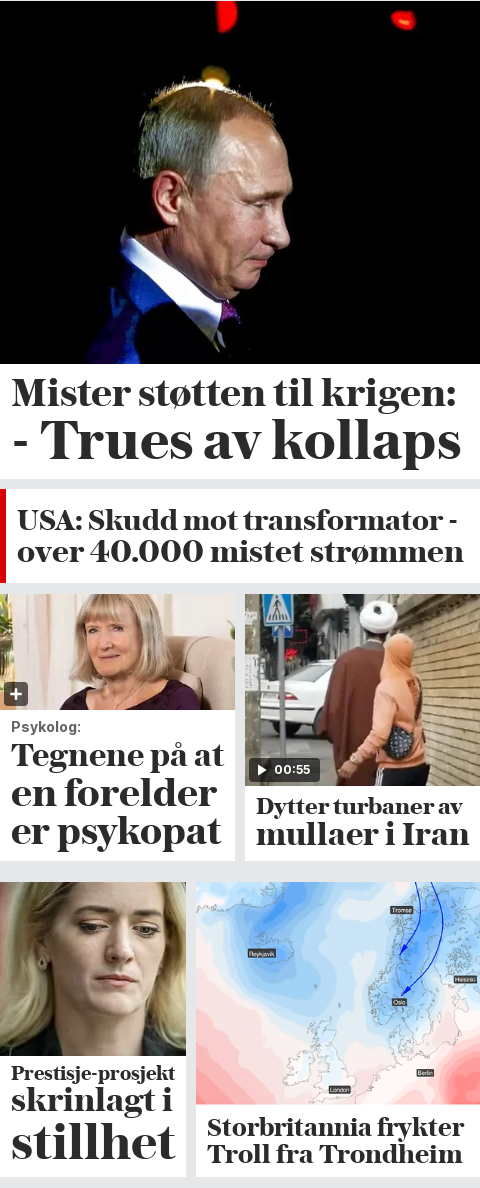 Mister støtten til krigen:
- Trues av kollaps
USA: Skudd mot transformator -
over 40.000 mistet strømmen
Psykolog:
Tegnene på at
en forelder
er psykopat
00:55
Dytter turbaner av
mullaer i Iran
Prestisje-prosjekt
skrinlagt i
stillhet
Tromsø
Reykjavik
Helsinki
Oslo
Berlin
London
Storbritannia frykter
Troll fra Trondheim